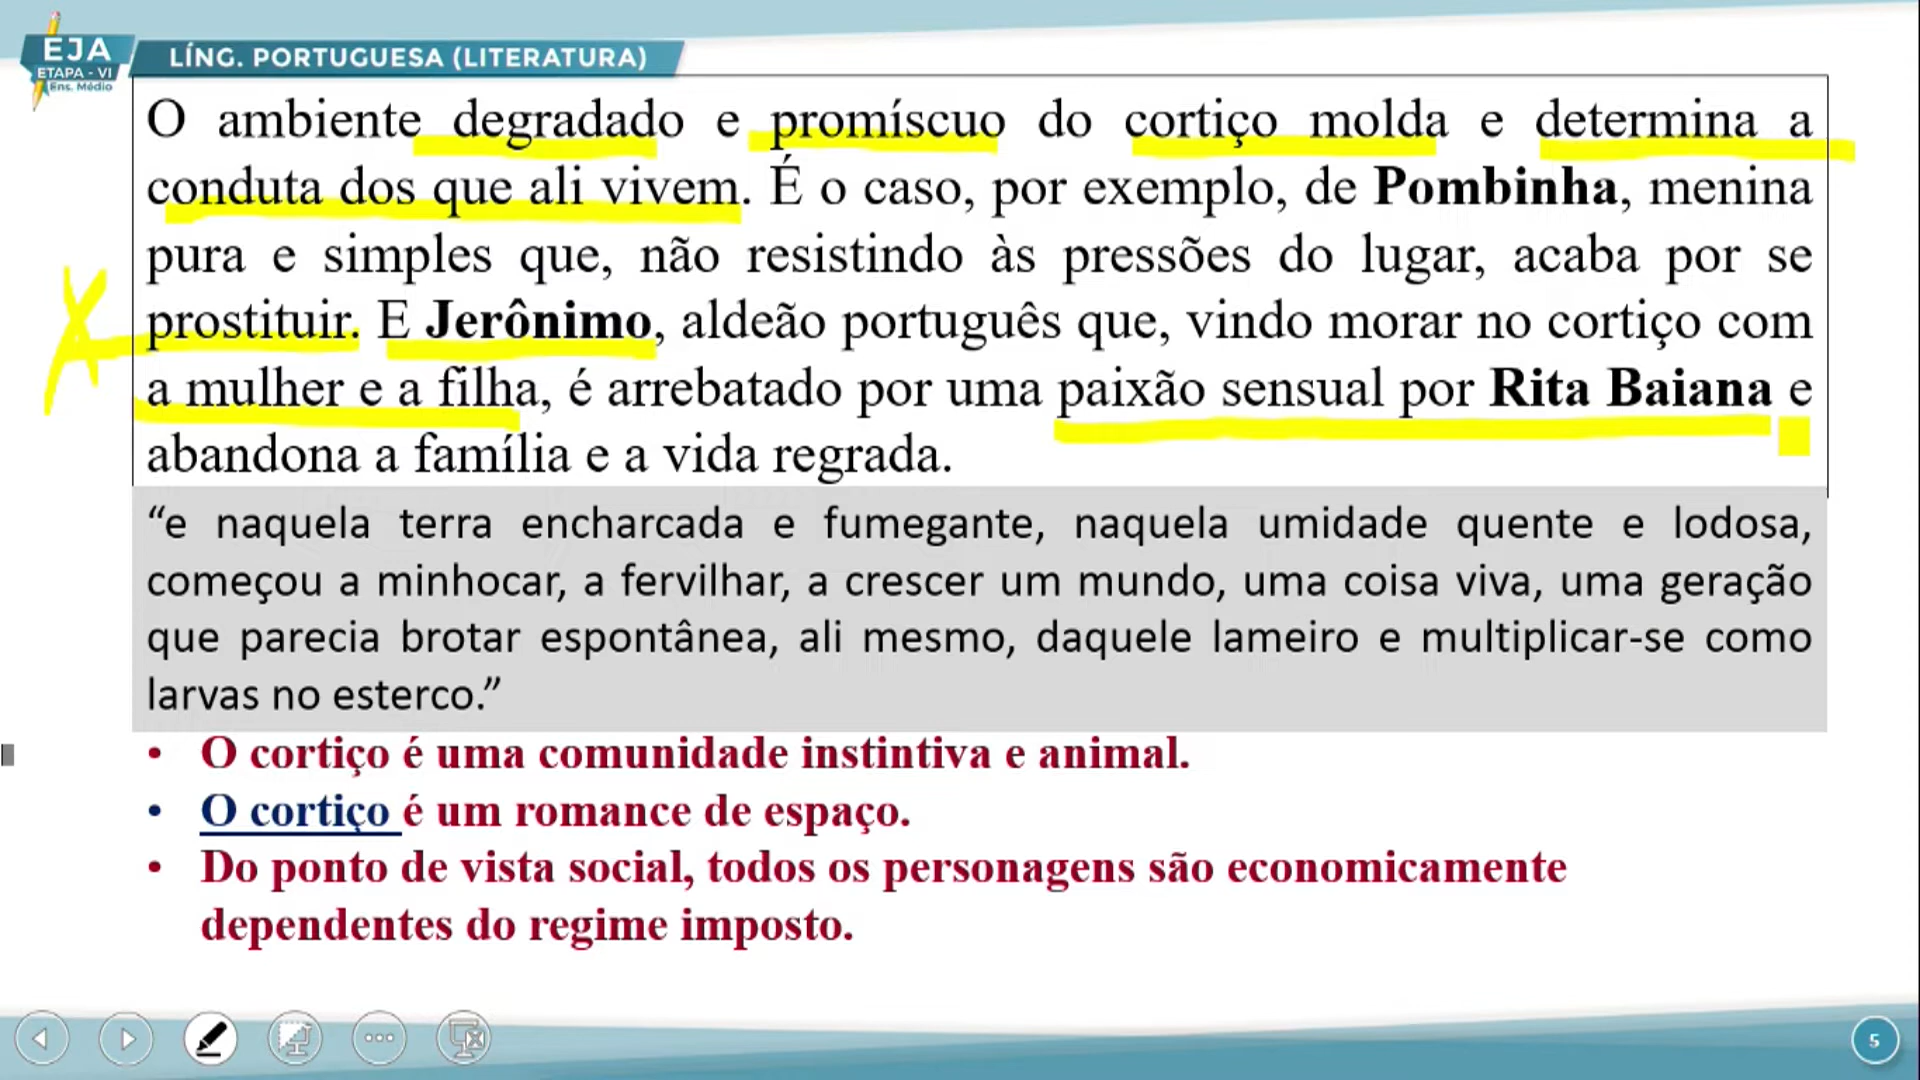 EJA
ETAPA - VI
Ens. Médio
LÍNG. PORTUGUESA (LITERATURA)
O ambiente degradado e promíscuo do cortiço molda e determina a
conduta dos que ali vivem. É o caso, por exemplo, de Pombinha, menina
pura e simples que, não resistindo às pressões do lugar, acaba por se
prostituir. E Jerônimo, aldeão português que, vindo morar no cortiço com
a mulher e a filha, é arrebatado por uma paixão sensual por Rita Baiana e
abandona a família e a vida regrada.
“e naquela terra encharcada e fumegante, naquela umidade quente e lodosa,
começou a minhocar, a fervilhar, a crescer um mundo, uma coisa viva, uma geração
que parecia brotar espontânea, ali mesmo, daquele lameiro e multiplicar-se como
larvas no esterco.”
• O cortiço é uma comunidade instintiva e animal.
• O cortiço é um romance de espaço.
• Do ponto de vista social, todos os personagens são economicamente
dependentes do regime imposto.
5